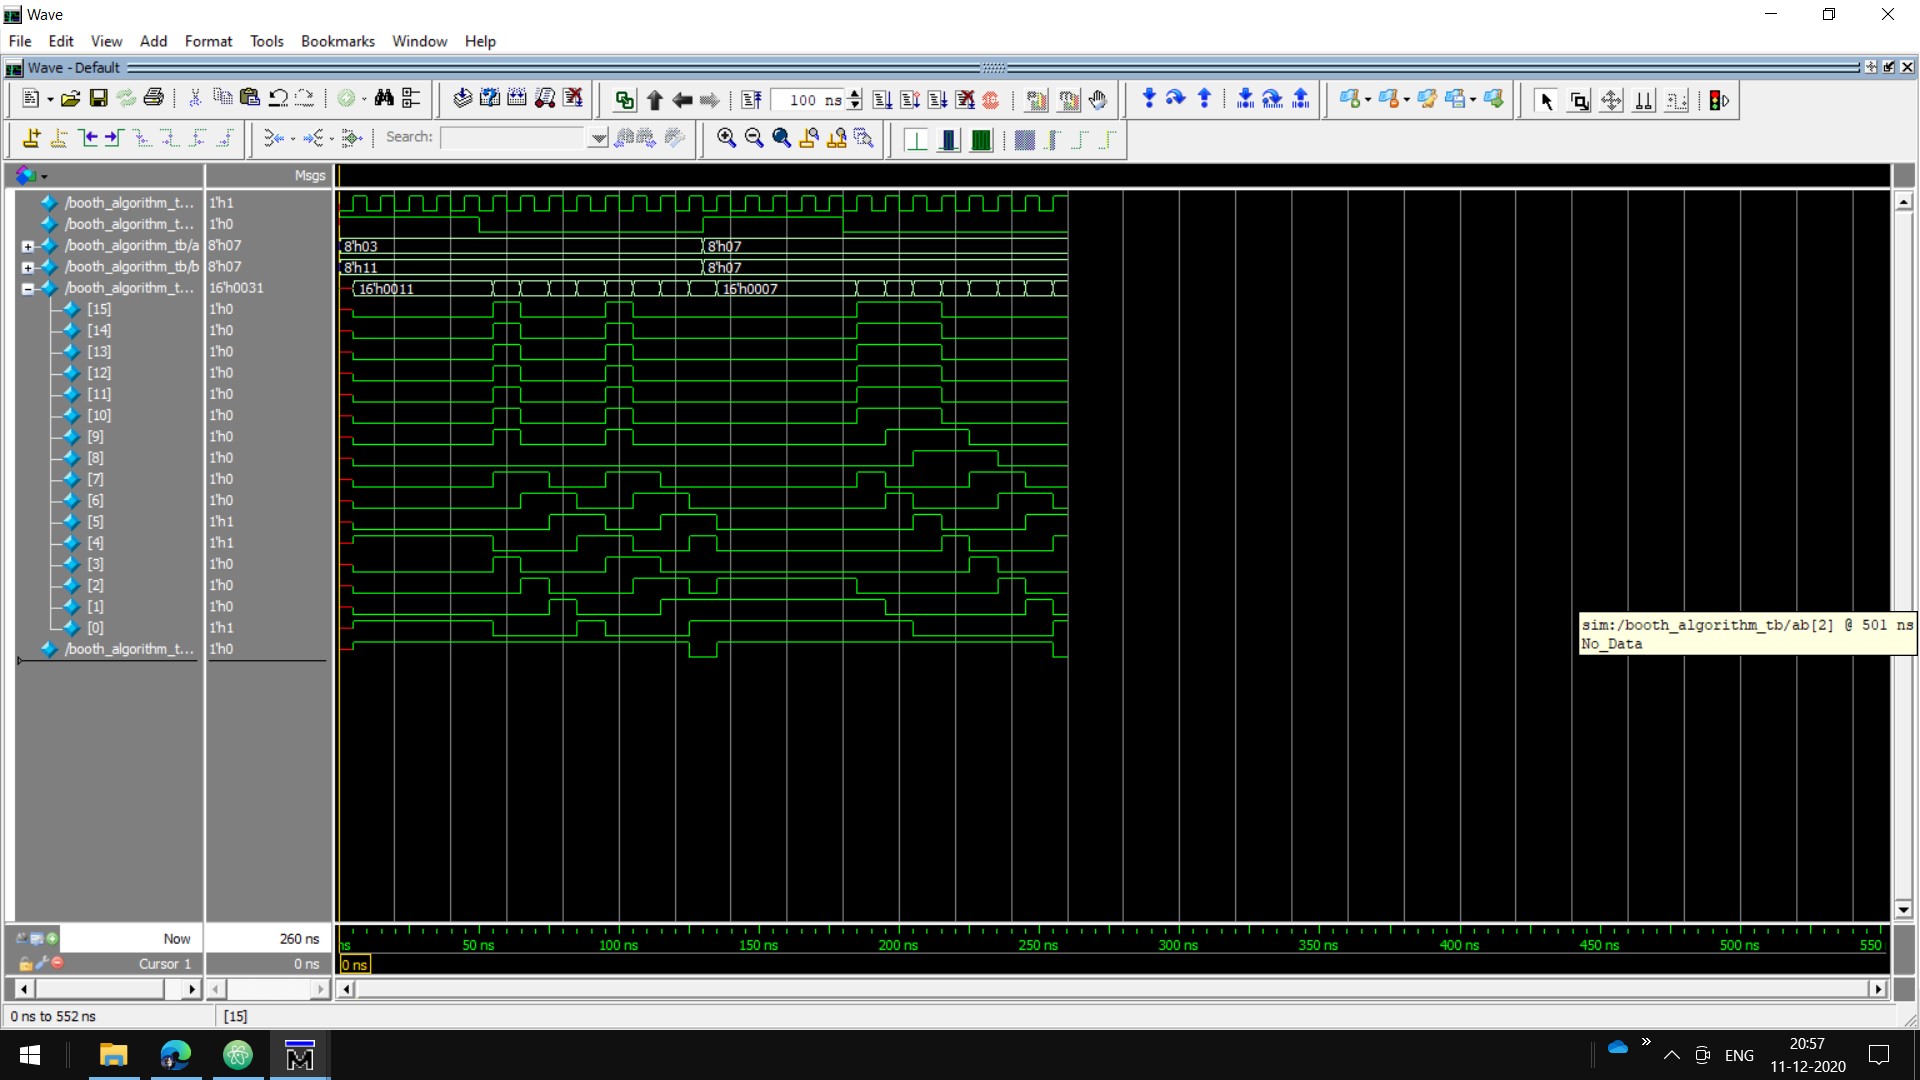 Wave
File Edit View Add Format Tools Bookmarks Window Help
Wave - Default
100 ns
Search:
Msgs
/booth_algorithm_t... 1'h1
/booth_algorithm_t... 1'h0
/booth_algorithm_tb/a 8'h07 8'h03 8'h07
/booth_algorithm_tb/b 8'h07 8'h11 8'h07
/booth_algorithm_t... 16'h0031 16'h0011 16'h0007
[15] 1'h0
[14] 1'h0
[13] 1'h0
[12] 1'h0
[11] 1'h0
[10] 1'h0
[9] 1'h0
[8] 1'h0
[7] 1'h0
[6] 1'h0
[5] 1'h1
[4] 1'h1
[3] 1'h0
[2] 1'h0
[1] 1'h0
[0] 1'h1
/booth_algorithm_t... 1'h0
sim:/booth_algorithm_tb/ab[2] @ 501 ns
No_Data
Now 260 ns ns 50 ns 100 ns 150 ns 200 ns 250 ns 300 ns 350 ns 400 ns 450 ns 500 ns 550
Cursor 1 0 ns 0 ns
0 ns to 552 ns [15]
ENG
20:57
11-12-2020